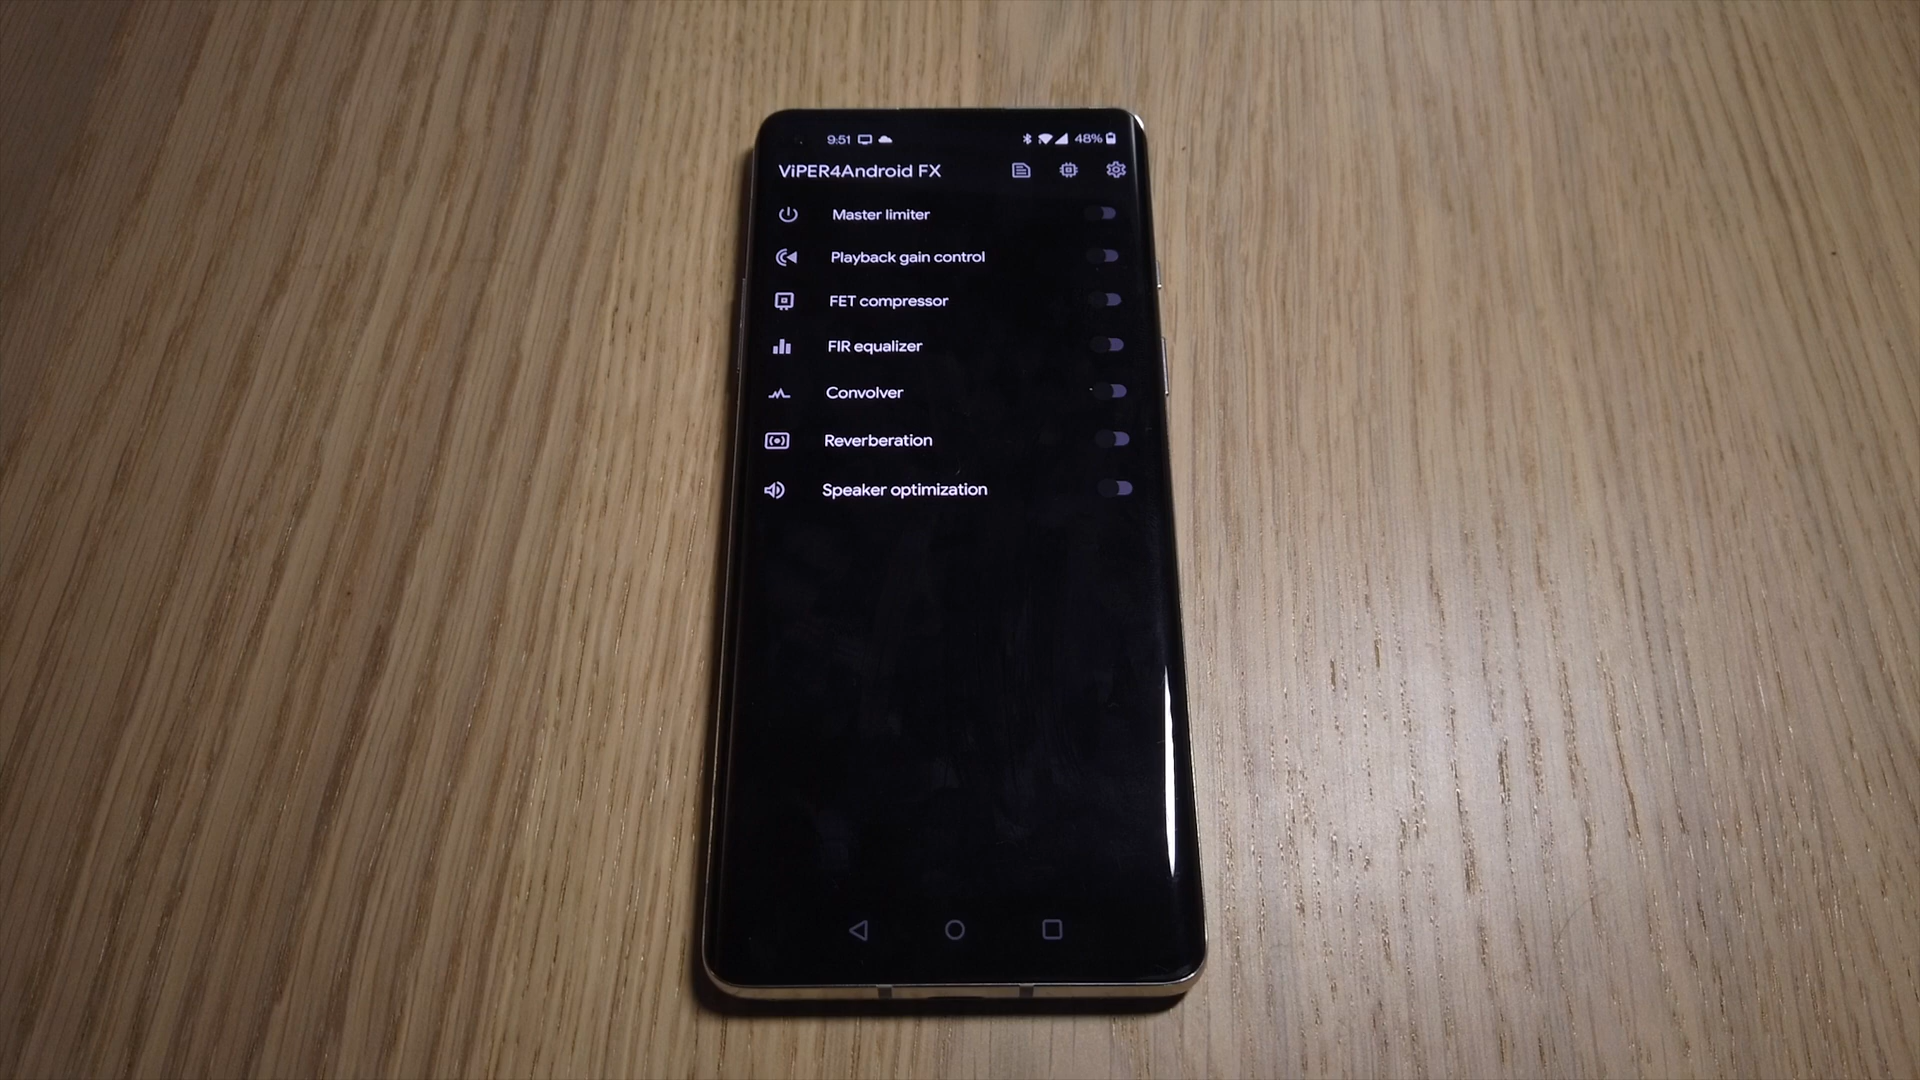 9:51 48%
ViPER4Android FX
Master limiter
Playback gain control
FET compressor
FIR equalizer
Convolver
Reverberation
Speaker optimization